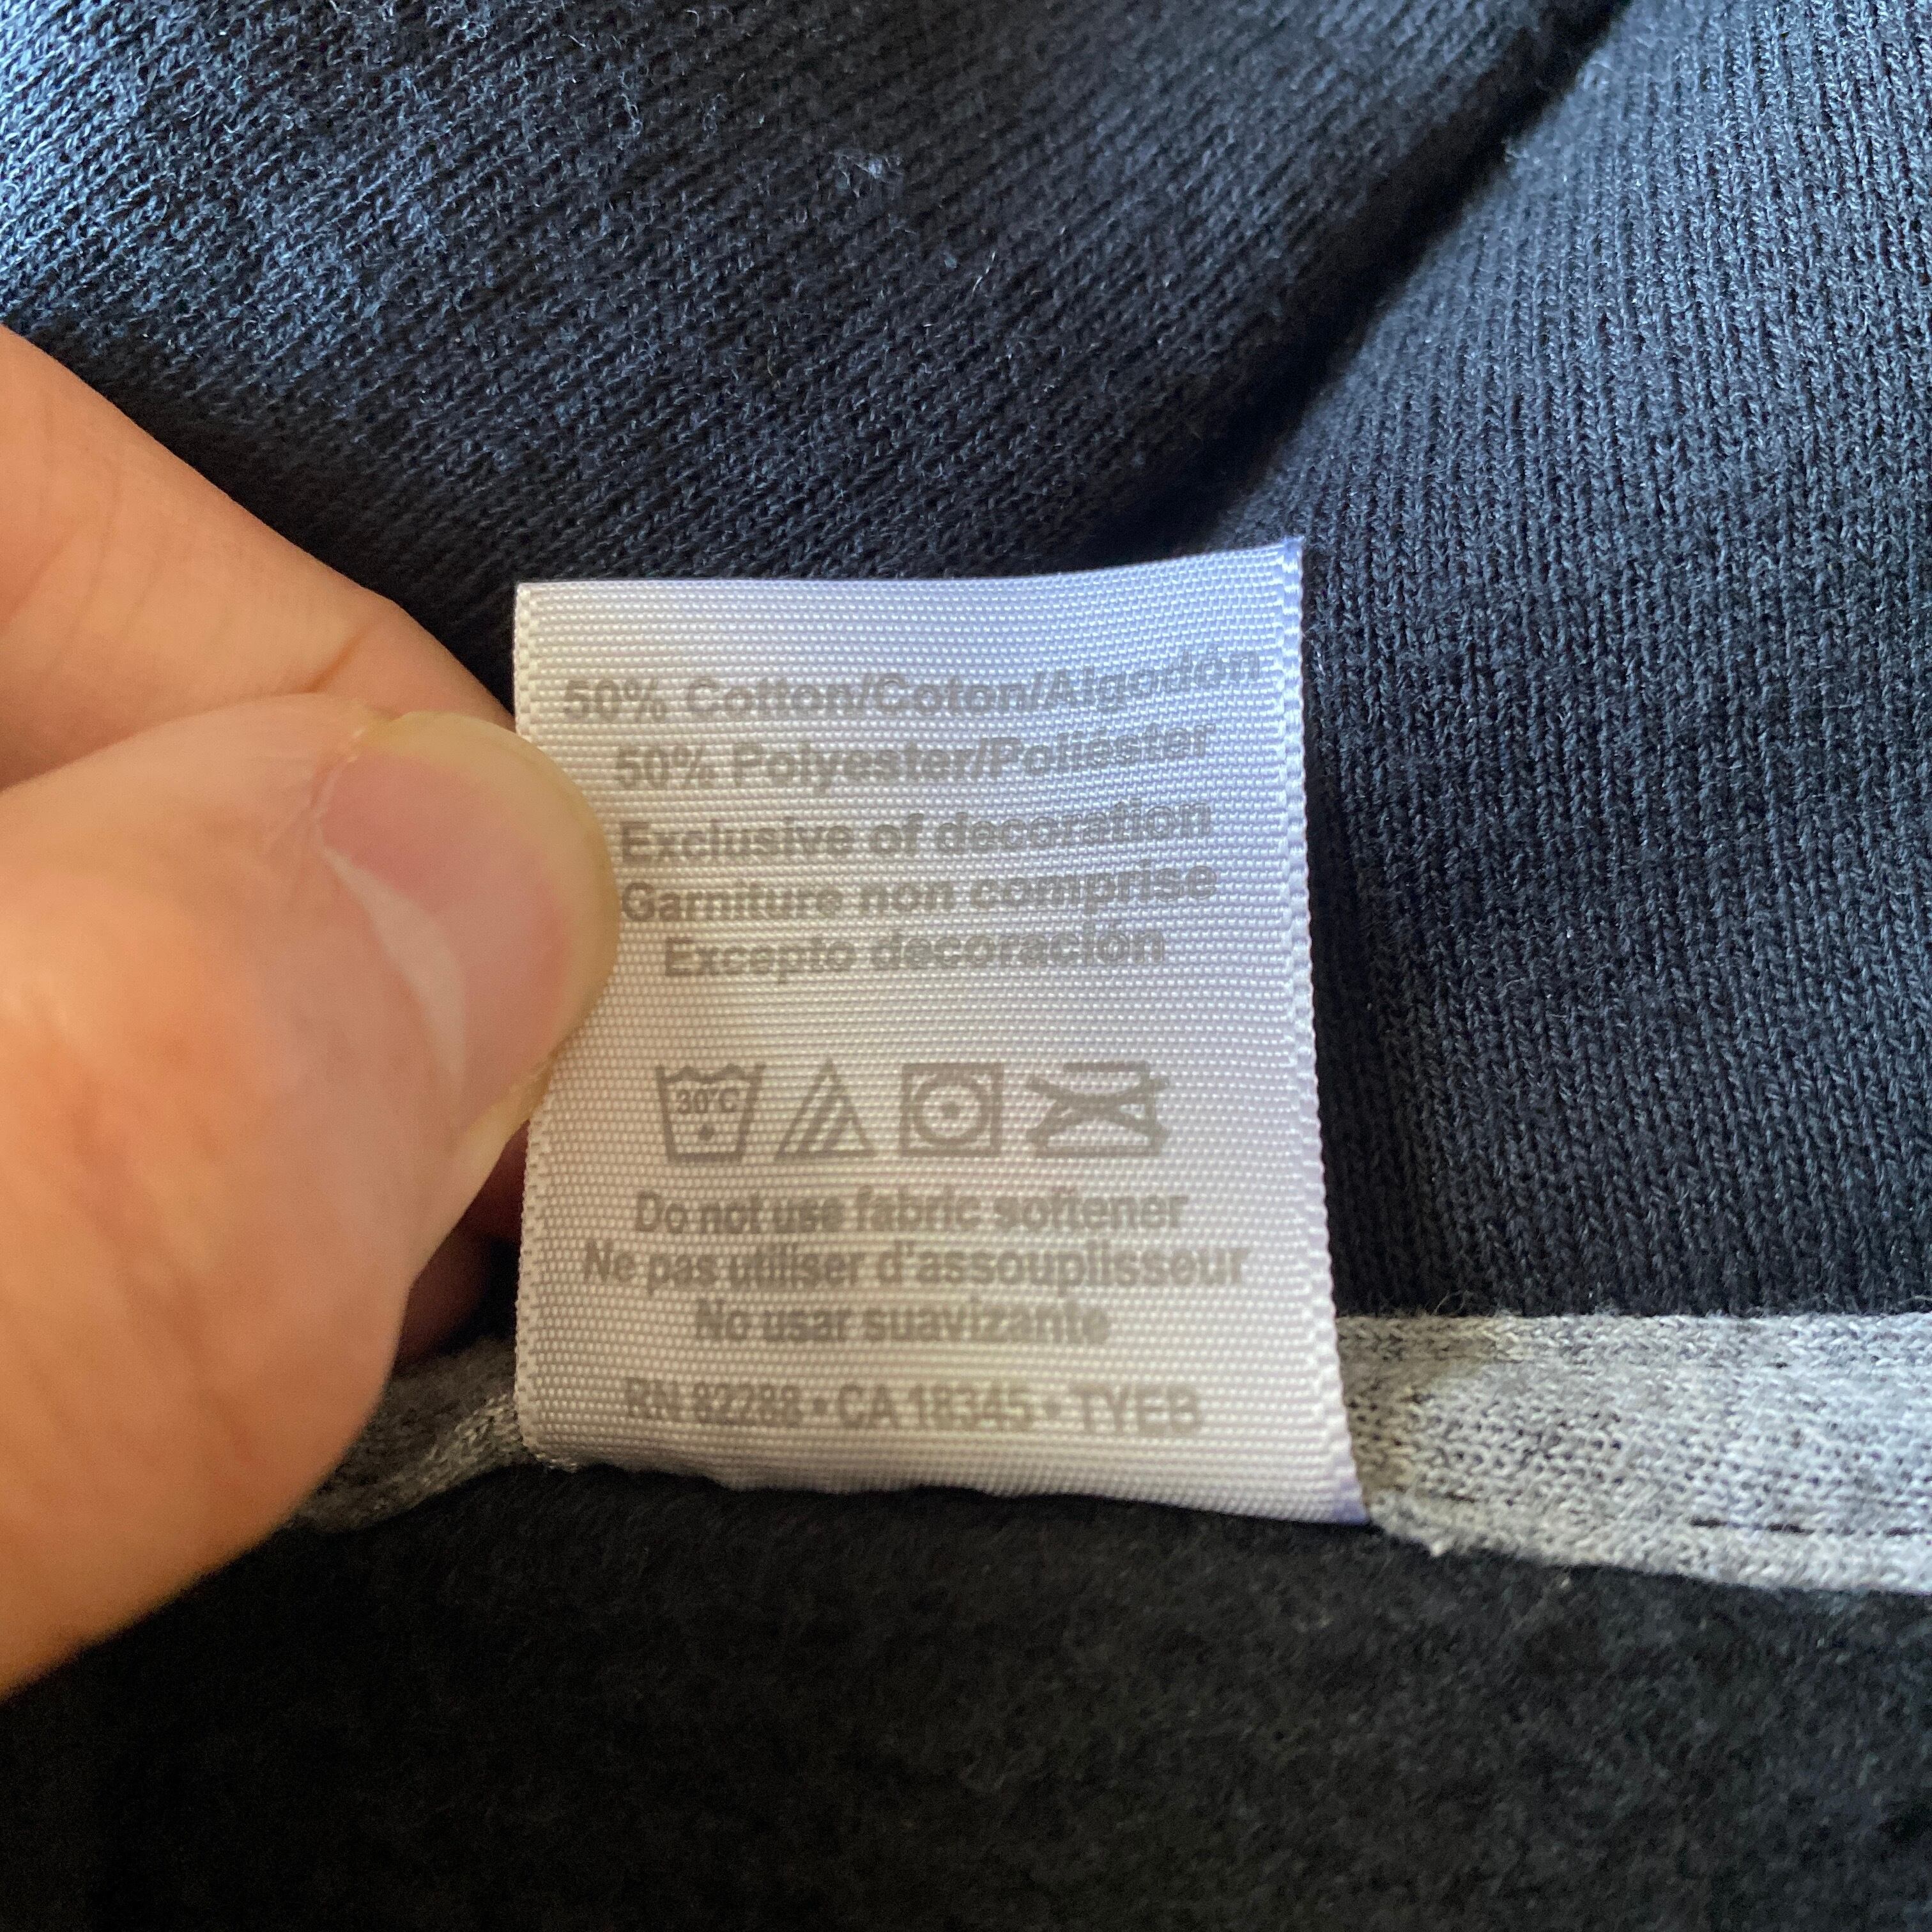 50% Cotton/Coton/Algodón
50% Polyester/Poliéster
Exclusive of decoration
Garniture non comprise
Excepto decoración
30°C
Do not use fabric softener
Ne pas utiliser d'assouplisseur
No usar suavizante
RN 92288 • CA 18345 • TYEB